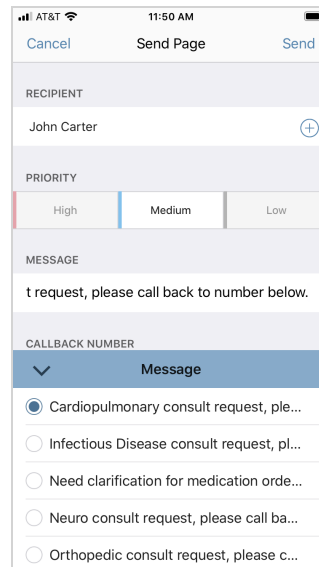 AT&T 11:50 AM
Cancel Send Page Send
RECIPIENT
John Carter
PRIORITY
High Medium Low
MESSAGE
t request, please call back to number below.
CALLBACK NUMBER
Message
Cardiopulmonary consult request, ple...
Infectious Disease consult request, pl...
Need clarification for medication orde...
Neuro consult request, please call ba...
Orthopedic consult request, please c...